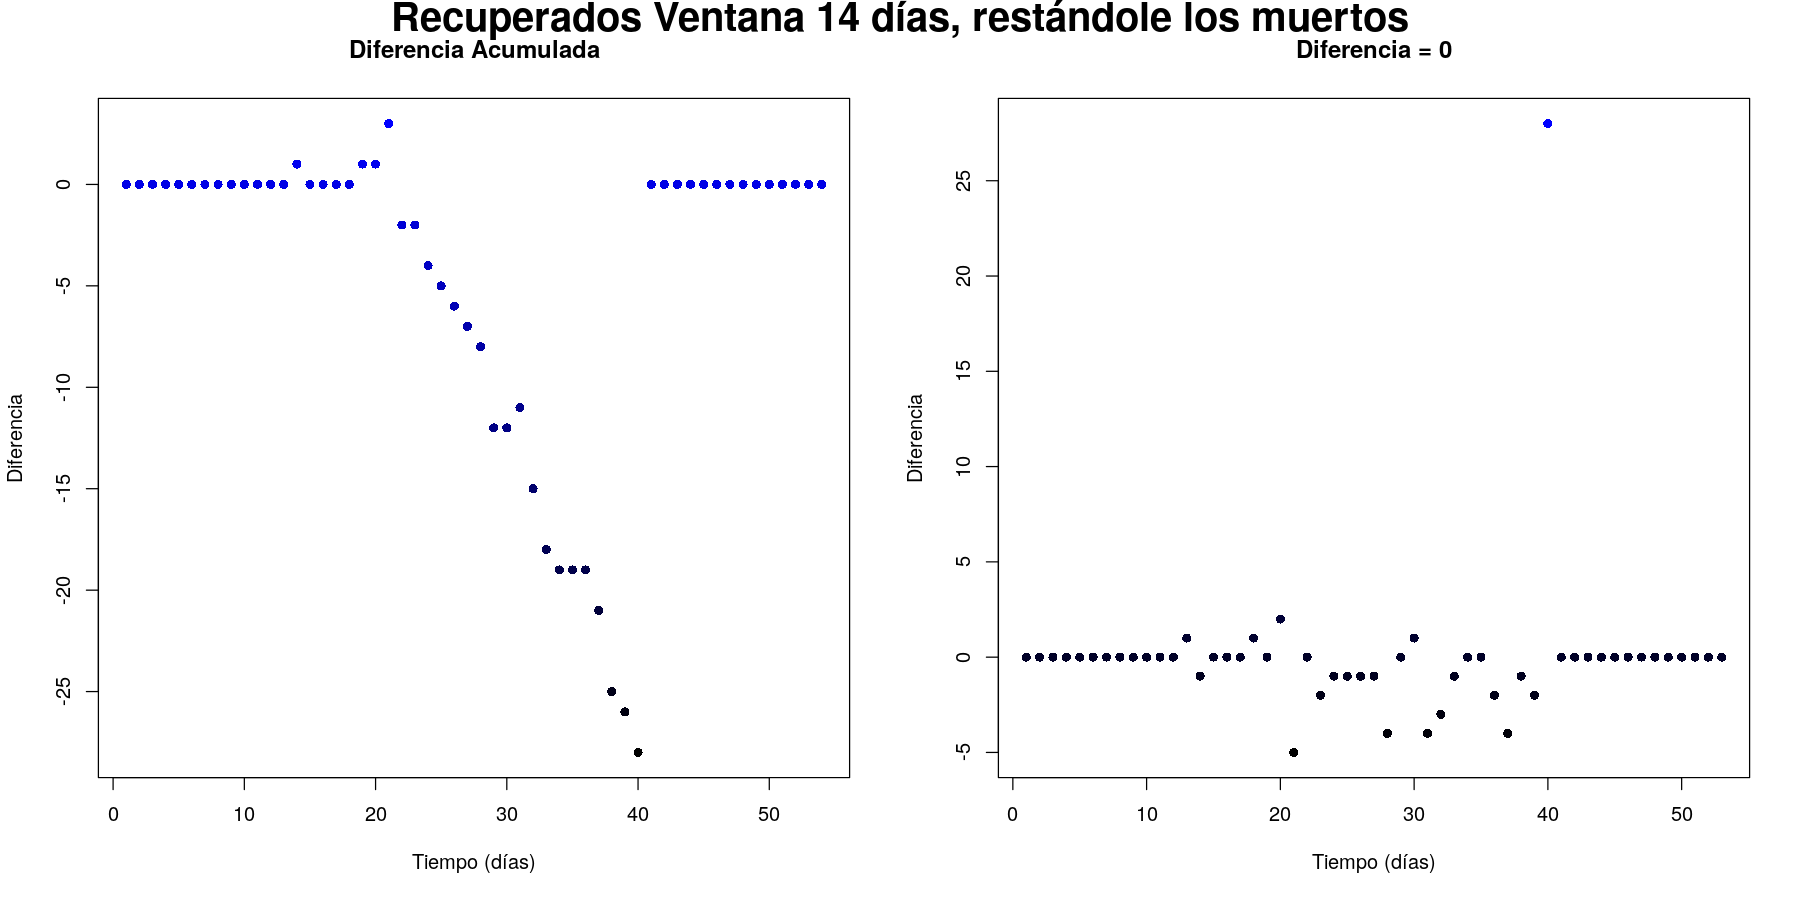 Recuperados Ventana 14 días, restándole los muertos
Diferencia Acumulada
Diferencia
0
-5
-10
-15
-20
-25
0 10 20 30 40 50
Tiempo (días)
Diferencia = 0
Diferencia
25
20
15
10
5
0
-5
0 10 20 30 40 50
Tiempo (días)